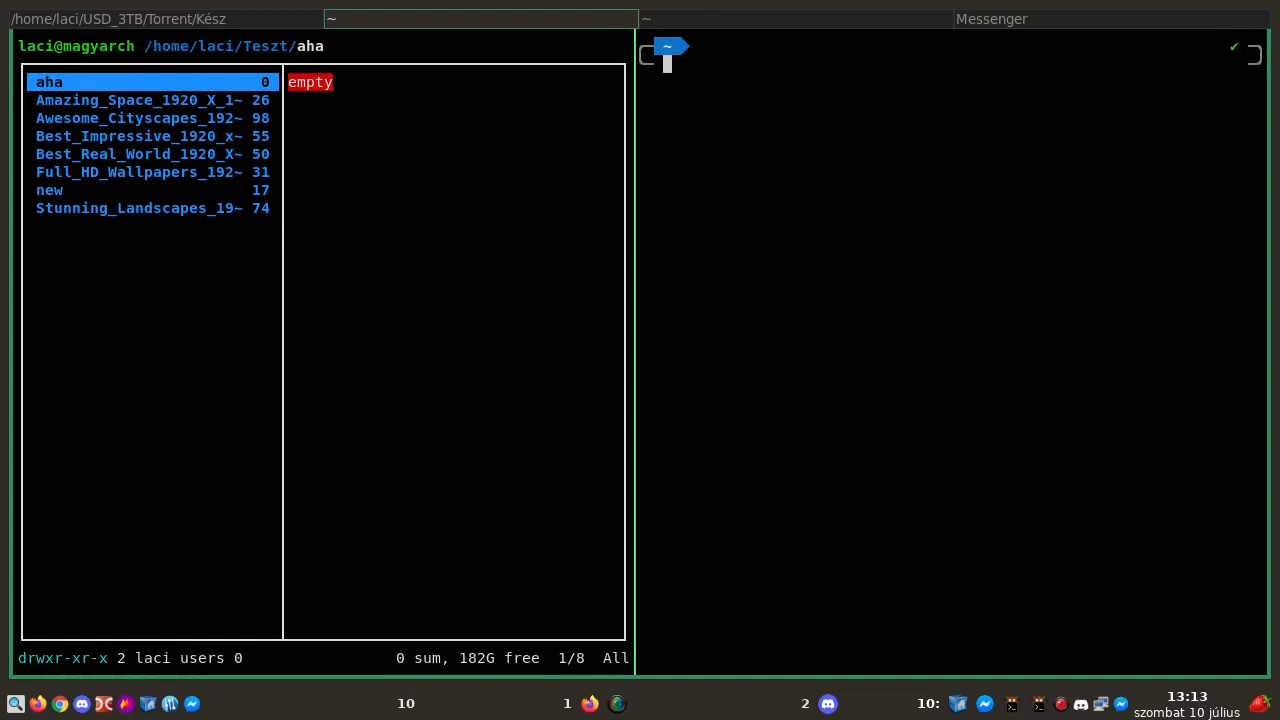 /home/laci/USD_3TB/Torrent/Kész
~
~
Messenger
laci@magyarch /home/laci/Teszt/aha
aha 0
Amazing_Space_1920_X_1~ 26
Awesome_Cityscapes_192~ 98
Best_Impressive_1920_x~ 55
Best_Real_World_1920_X~ 50
Full_HD_Wallpapers_192~ 31
new 17
Stunning_Landscapes_19~ 74
empty
drwxr-xr-x 2 laci users 0
0 sum, 182G free 1/8 All
~ ✔
10
1
2
10:
13:13
szombat 10 július